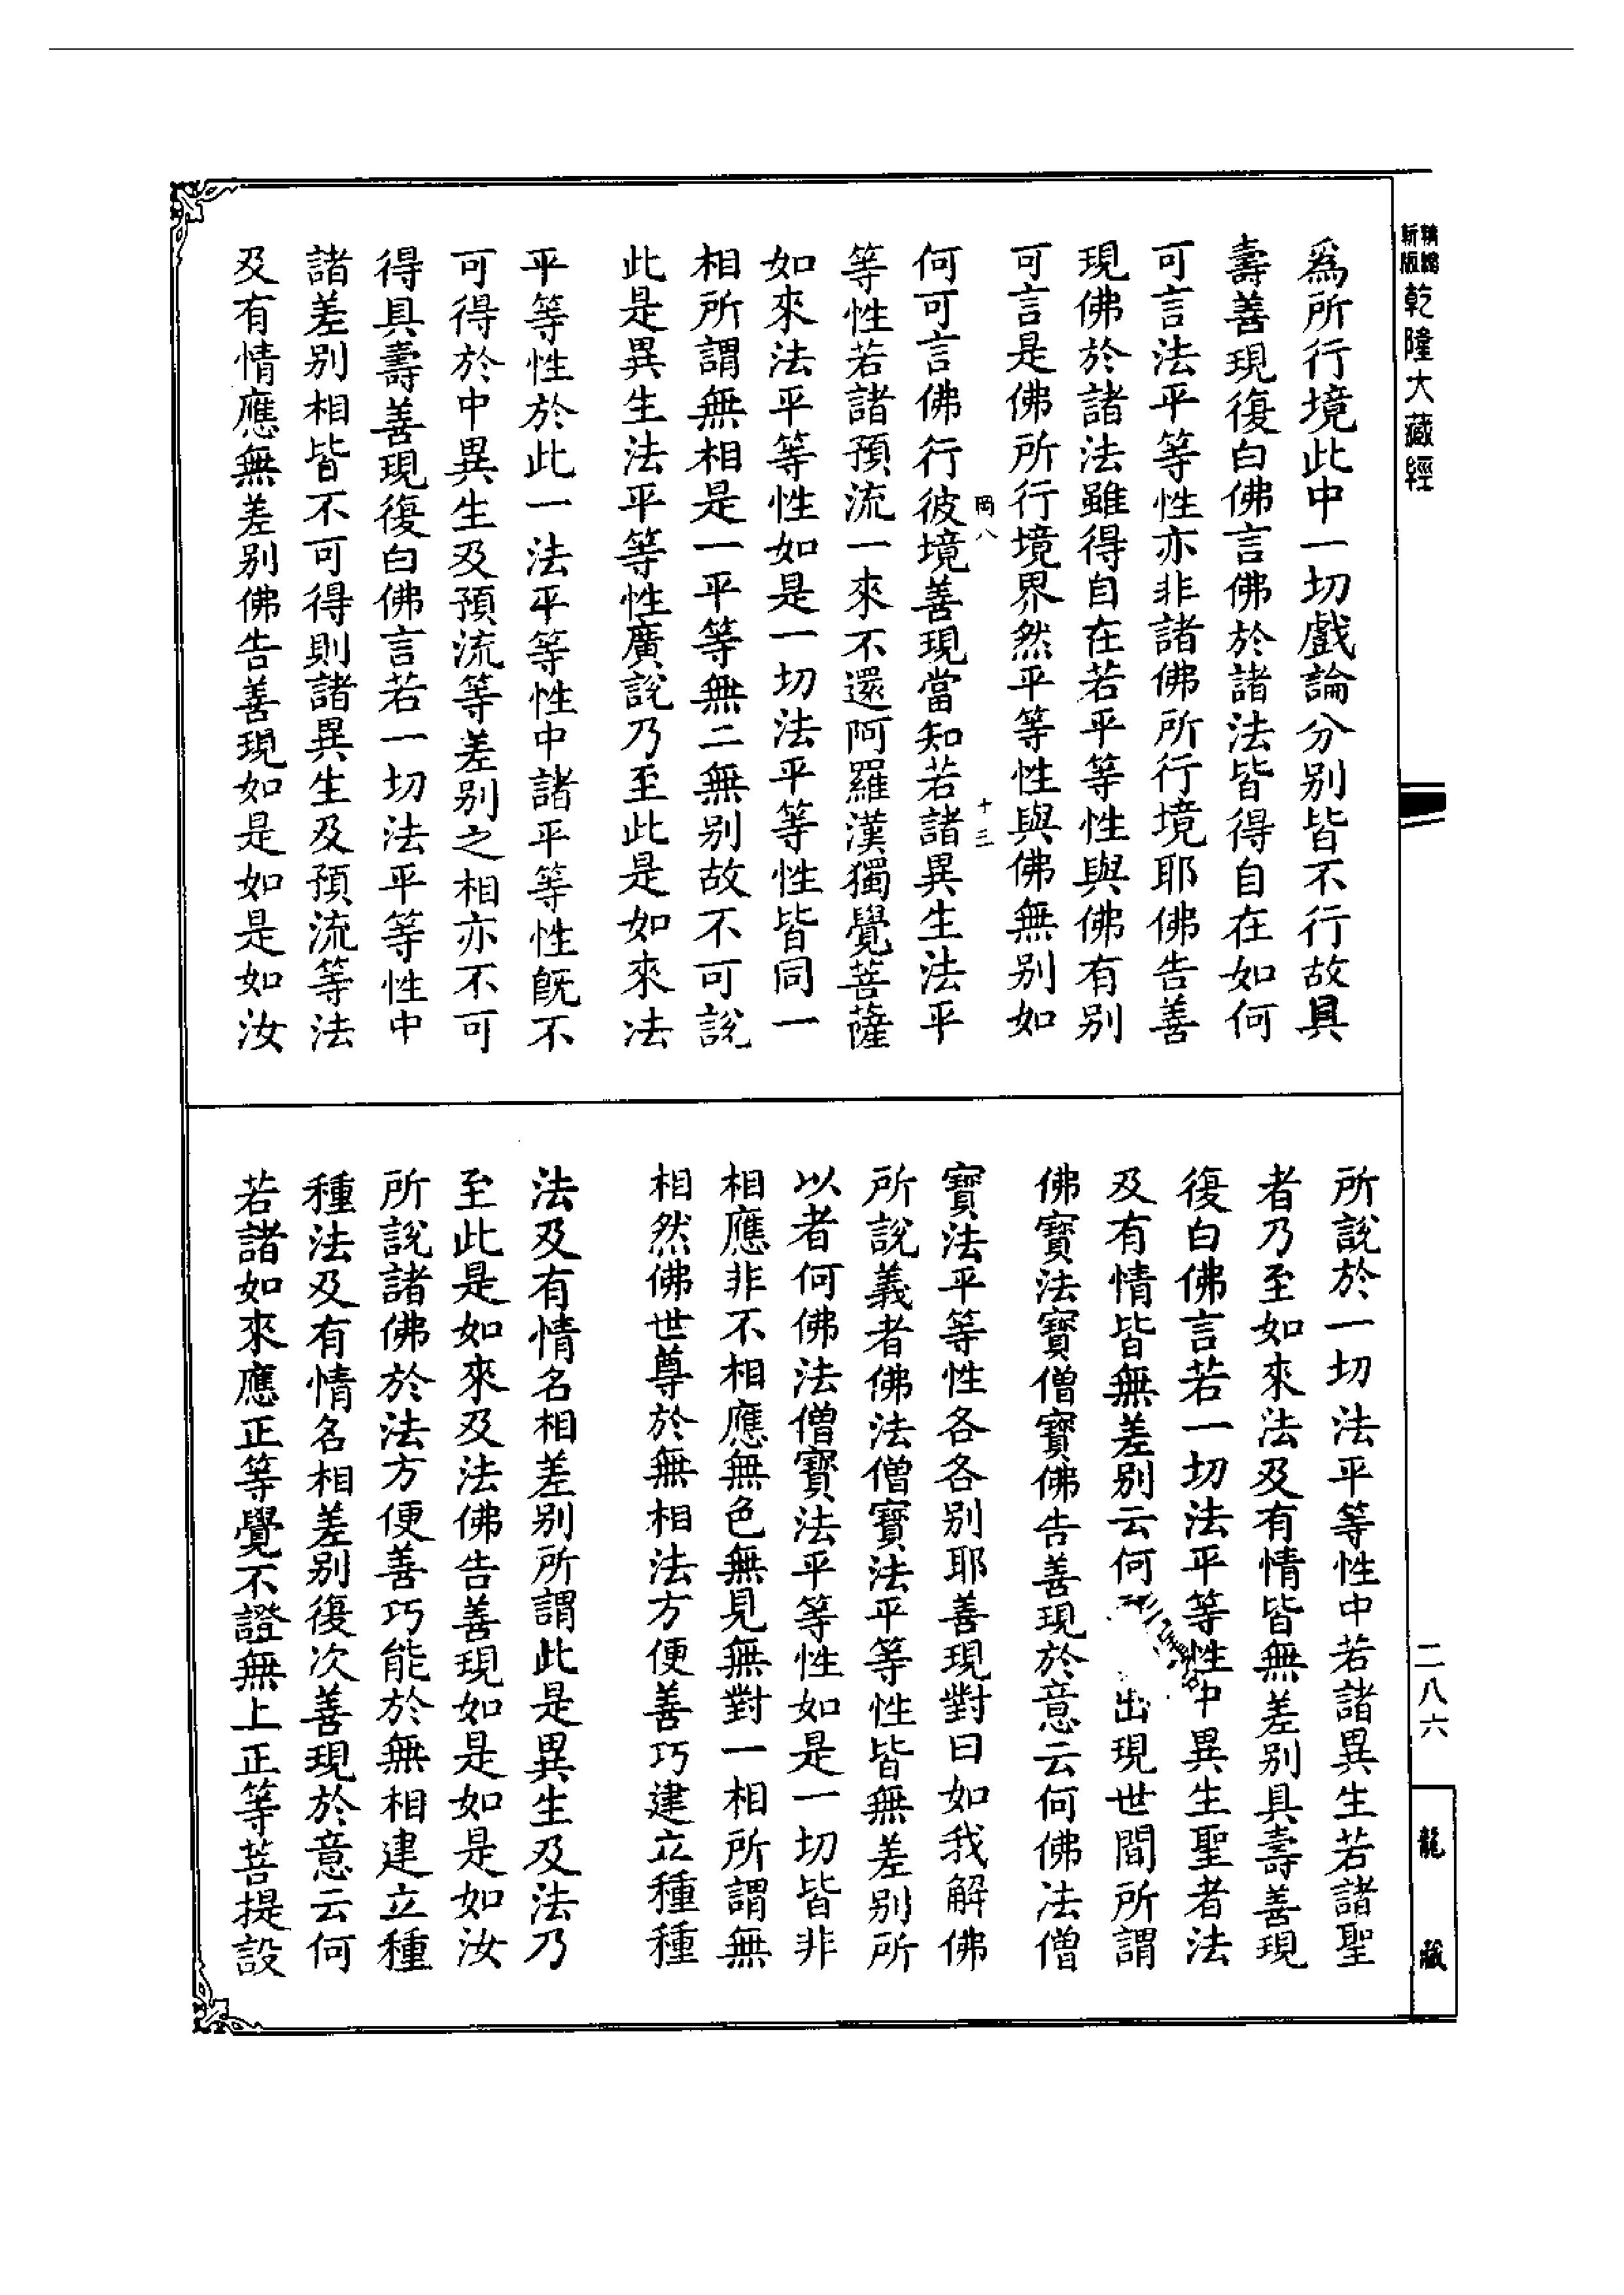 精縮
新版
乾隆大藏經
二八六
龍藏
爲所行境此中一切戲論分别皆不行故具
壽善現復白佛言佛於諸法皆得自在如何
可言法平等性亦非諸佛所行境耶佛告善
現佛於諸法雖得自在若平等性與佛有别
可言是佛所行境界然平等性與佛無别如
岡八 十三
何可言佛行彼境善現當知若諸異生法平
等性若諸預流一來不還阿羅漢獨覺菩薩
如來法平等性如是一切法平等性皆同一
相所謂無相是一平等無二無别故不可説
此是異生法平等性廣説乃至此是如來法
平等性於此一法平等性中諸平等性既不
可得於中異生及預流等差别之相亦不可
得具壽善現復白佛言若一切法平等性中
諸差别相皆不可得則諸異生及預流等法
及有情應無差别佛告善現如是如是如汝
所説於一切法平等性中若諸異生若諸聖
者乃至如來法及有情皆無差别具壽善現
復白佛言若一切法平等性中異生聖者法
及有情皆無差别云何出現世間所謂
佛寶法寶僧寶佛告善現於意云何佛法僧
寶法平等性各各别耶善現對曰如我解佛
所説義者佛法僧寶法平等性皆無差别所
以者何佛法僧寶法平等性如是一切皆非
相應非不相應無色無見無對一相所謂無
相然佛世尊於無相法方便善巧建立種種
法及有情名相差别所謂此是異生及法乃
至此是如來及法佛告善現如是如是如汝
所説諸佛於法方便善巧能於無相建立種
種法及有情名相差别復次善現於意云何
若諸如來應正等覺不證無上正等菩提設